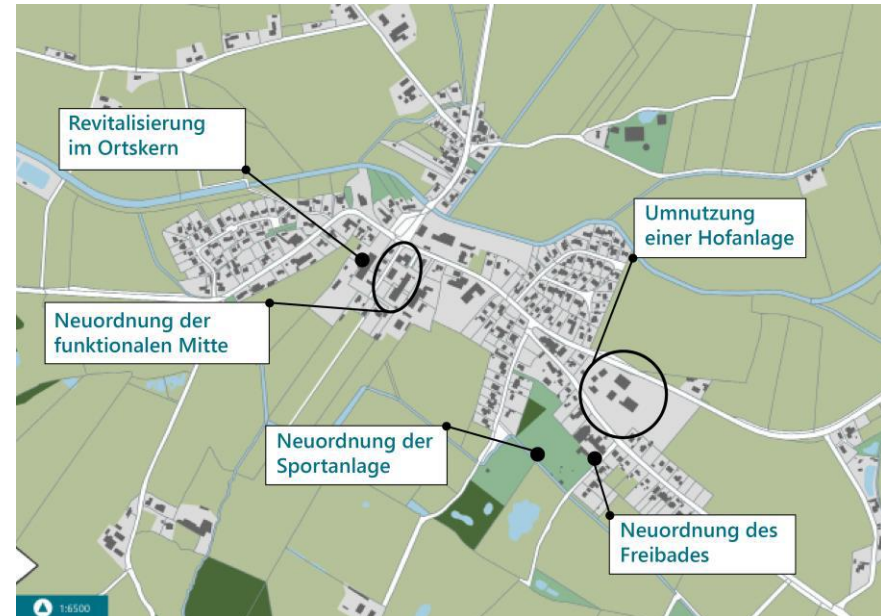 Revitalisierung
im Ortskern
Umnutzung
einer Hofanlage
Neuordnung der
funktionalen Mitte
Neuordnung der
Sportanlage
Neuordnung des
Freibades
1:6500